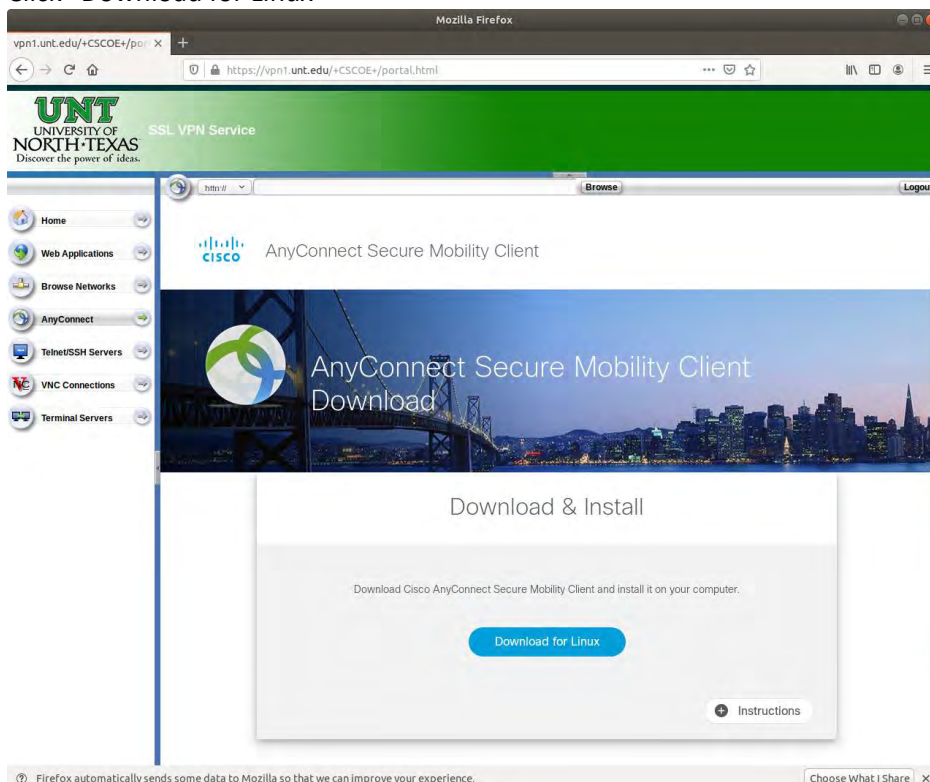 Click "Download for Linux"
Mozilla Firefox
vpn1.unt.edu/+CSCOE+/por
https://vpn1.unt.edu/+CSCOE+/portal.html
UNT
UNIVERSITY OF
NORTH·TEXAS
Discover the power of ideas.
SSL VPN Service
http://
Browse
Logou
Home
Web Applications
Browse Networks
AnyConnect
Telnet/SSH Servers
VNC Connections
Terminal Servers
CISCO
AnyConnect Secure Mobility Client
AnyConnect Secure Mobility Client
Download
Download & Install
Download Cisco AnyConnect Secure Mobility Client and install it on your computer.
Download for Linux
Instructions
Firefox automatically sends some data to Mozilla so that we can improve your experience.
Choose What I Share